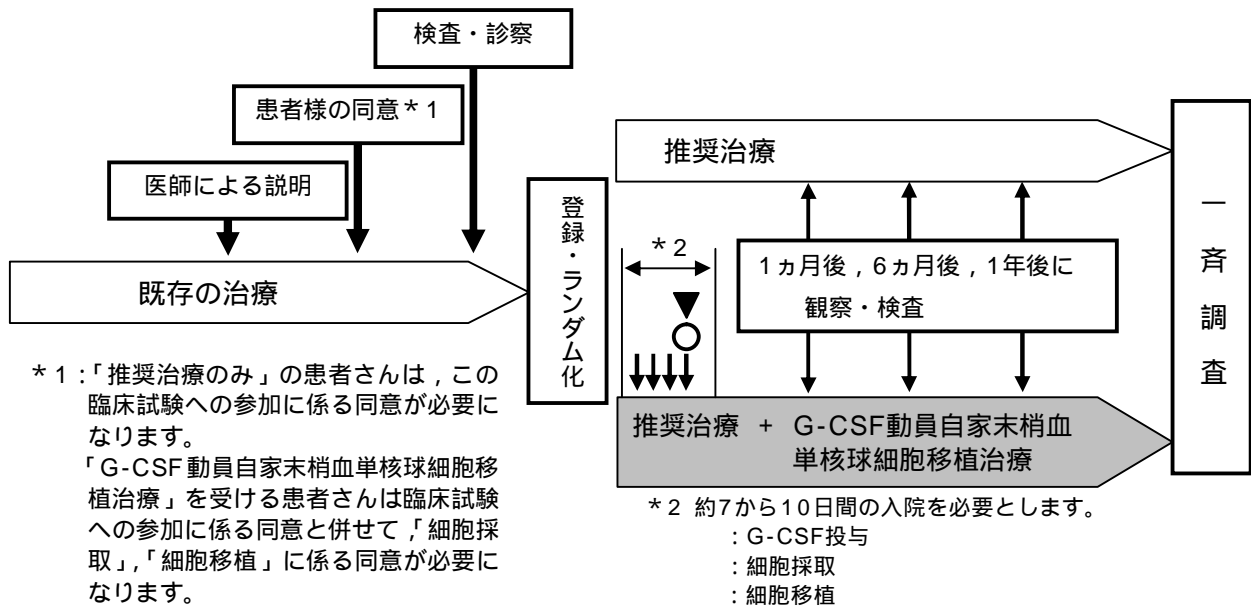 検査・診察
患者様の同意＊1
医師による説明
既存の治療
登録・ランダム化
推奨治療
＊2
1ヵ月後，6ヵ月後，1年後に
観察・検査
推奨治療 + G-CSF動員自家末梢血
単核球細胞移植治療
一斉調査
＊1：「推奨治療のみ」の患者さんは，この
臨床試験への参加に係る同意が必要に
なります。
「G-CSF動員自家末梢血単核球細胞移
植治療」を受ける患者さんは臨床試験
への参加に係る同意と併せて，「細胞採
取」，「細胞移植」に係る同意が必要に
なります。
＊2 約7から10日間の入院を必要とします。
：G-CSF投与
：細胞採取
：細胞移植